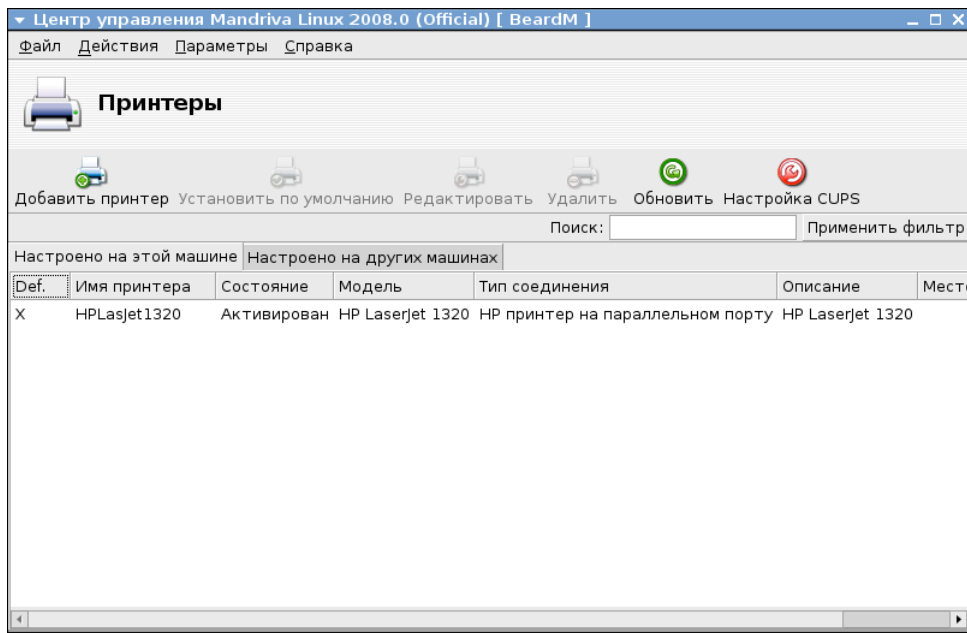 Центр управления Mandriva Linux 2008.0 (Official) [ BeardM ]
Файл Действия Параметры Справка
Принтеры
Добавить принтер Установить по умолчанию Редактировать Удалить Обновить Настройка CUPS
Поиск: Применить фильтр
Настроено на этой машине Настроено на других машинах
Def. Имя принтера Состояние Модель Тип соединения Описание Мест
X HPLasJet1320 Активирован HP LaserJet 1320 HP принтер на параллельном порту HP LaserJet 1320